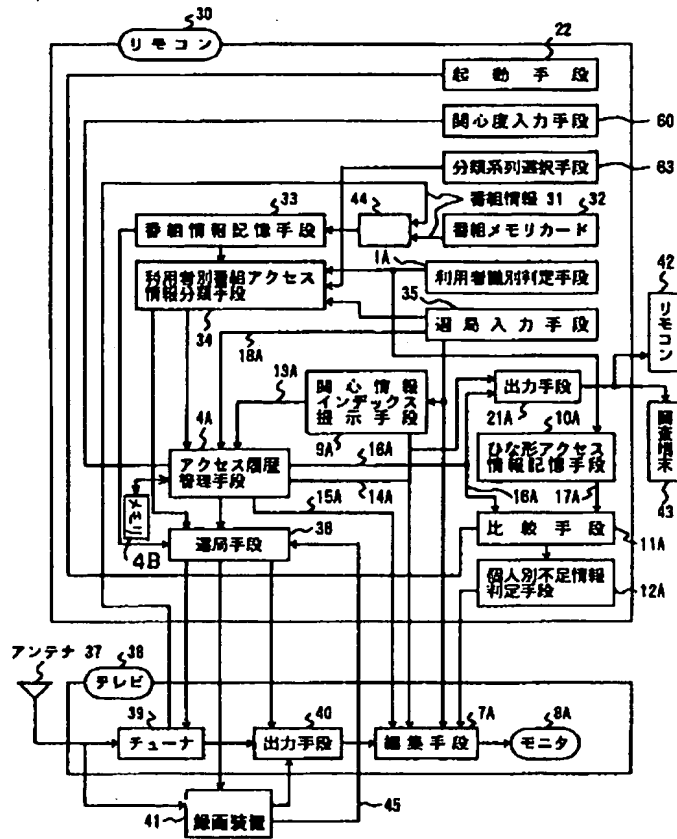 30
リモコン
22
起動手段
関心度入力手段
60
分類系列選択手段
63
番組情報 31
32
33
44
番組情報記憶手段
番組メモリカード
1A
利用者別番組アクセス
情報分類手段
利用者識別判定手段
42
34
35
選局入力手段
リモコン
18A
19A
関心情報
インデックス
提示手段
出力手段
21A
10A
4A
9A
調査端末
アクセス履歴
管理手段
16A
ひな形アクセス
情報記憶手段
43
メモリ
15A
14A
16A
17A
4B
選局手段
38
比較手段
11A
個人別不足情報
判定手段
12A
アンテナ 37
38
テレビ
39
40
7A
8A
チューナ
出力手段
編集手段
モニタ
41
録画装置
45